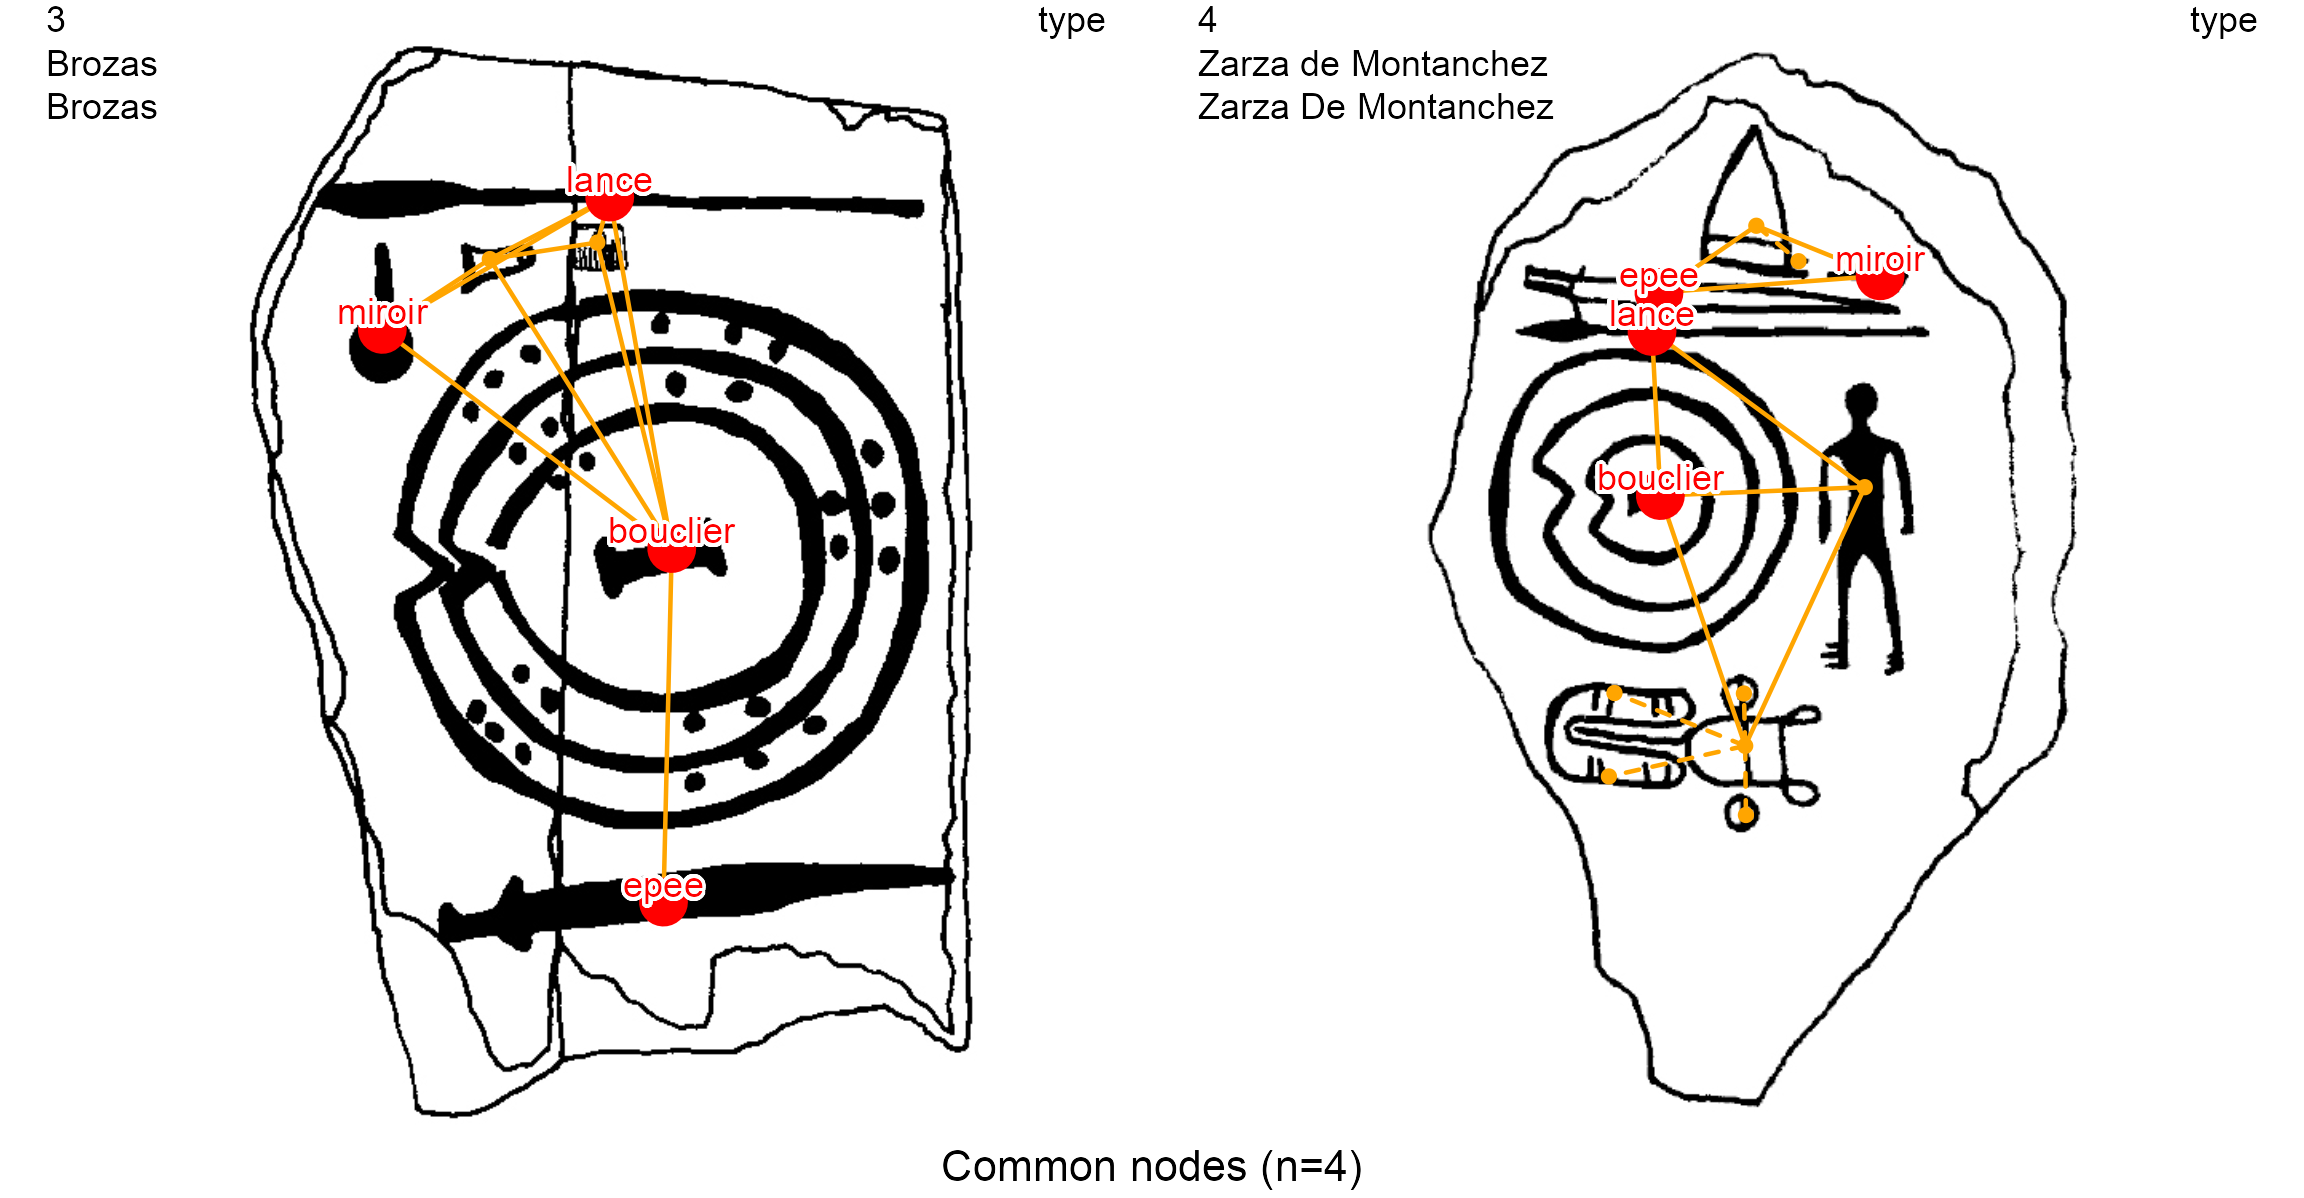 3
Brozas
Brozas
type
lance
miroir
bouclier
epee
4
Zarza de Montanchez
Zarza De Montanchez
type
miroir
epee
lance
bouclier
Common nodes (n=4)